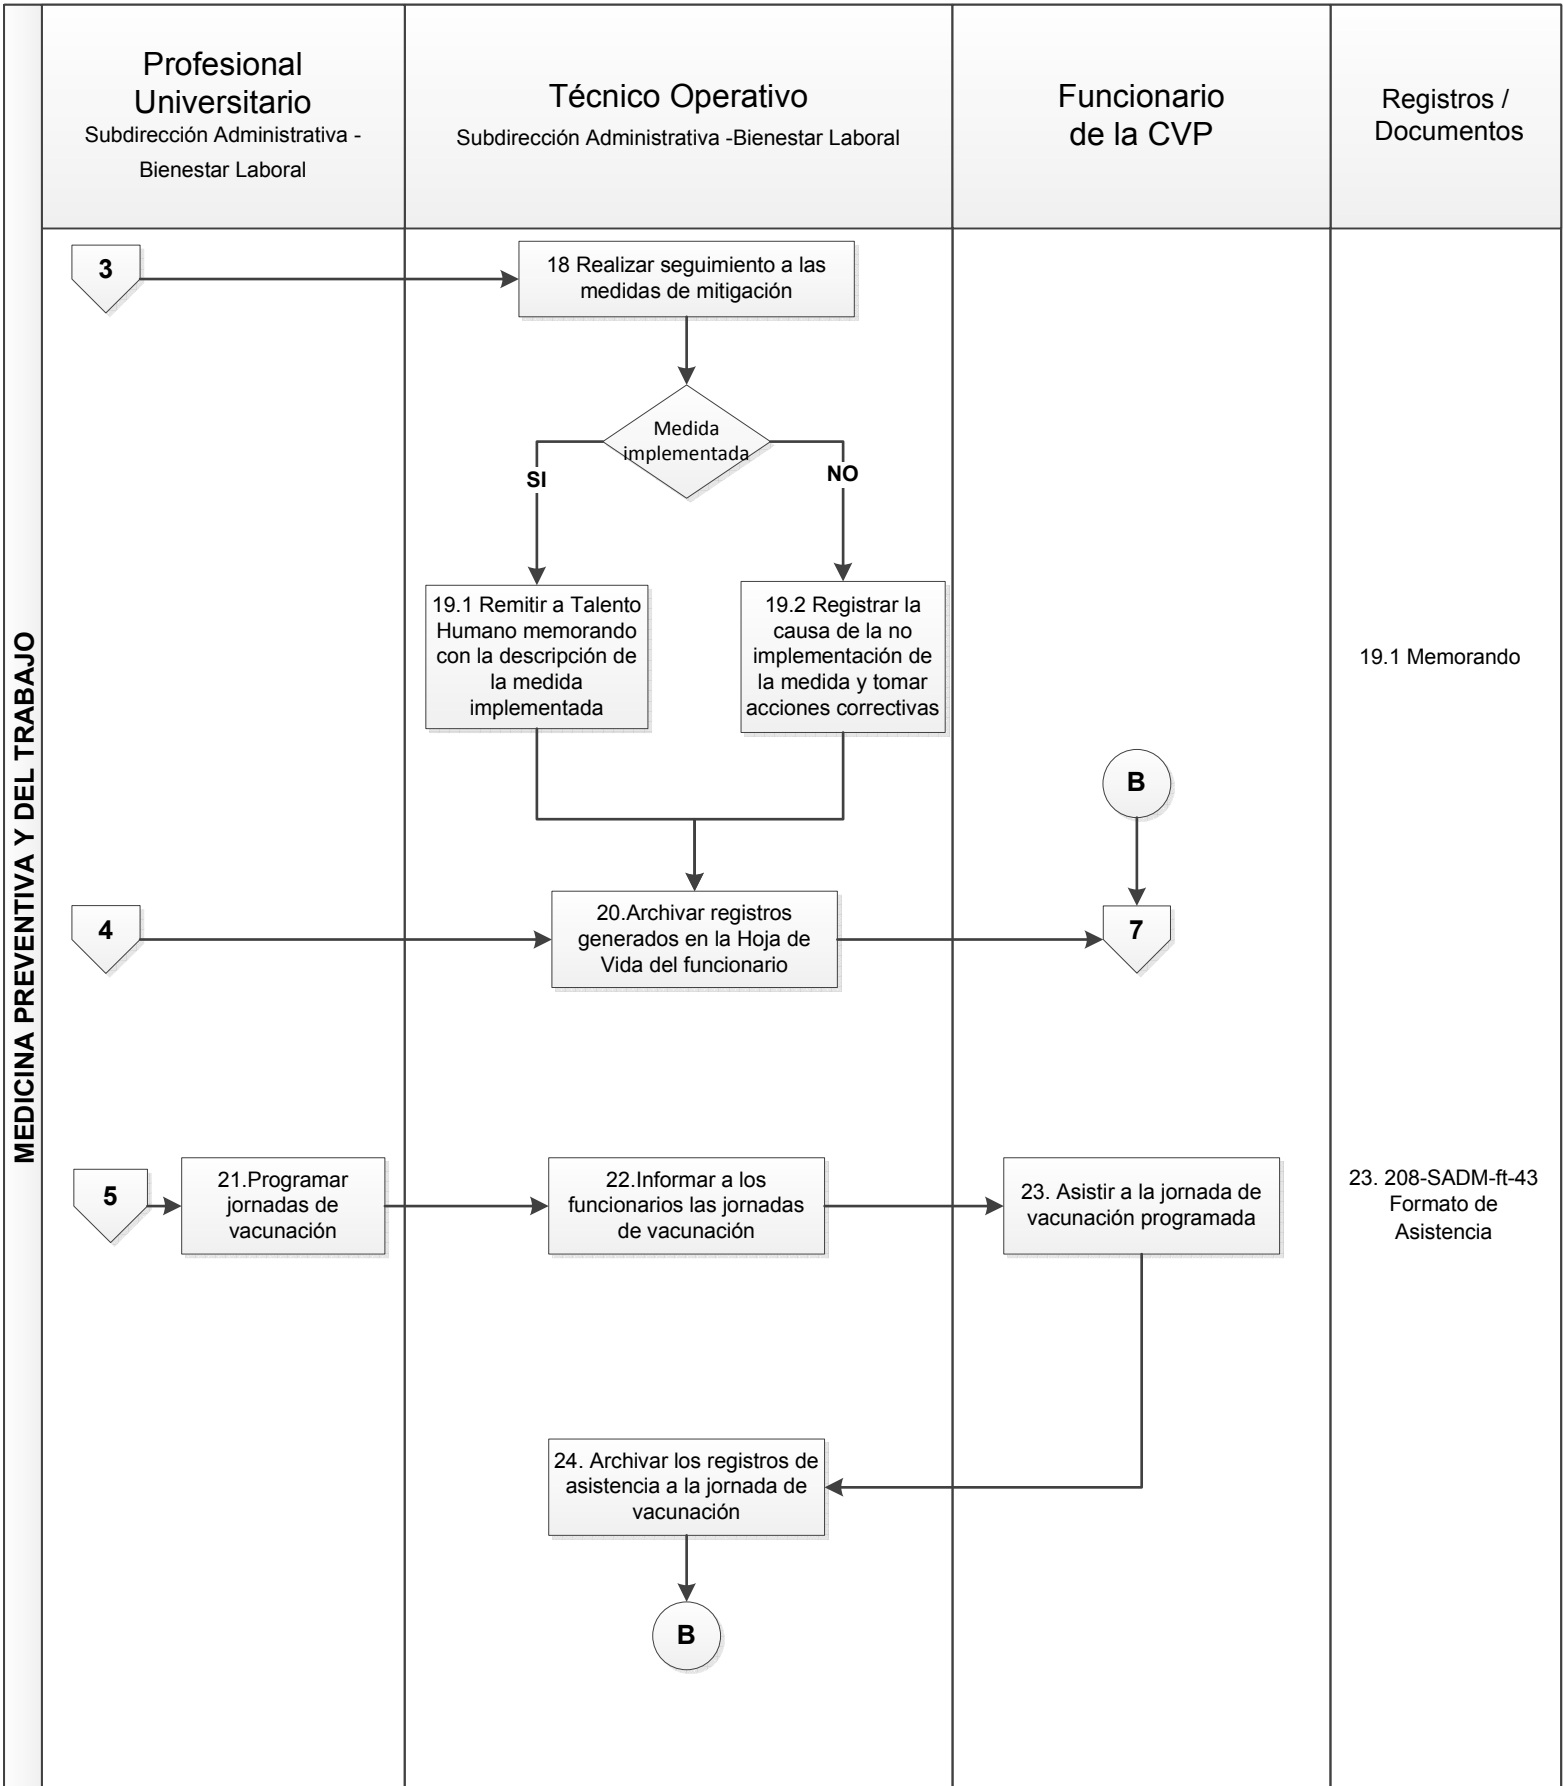 MEDICINA PREVENTIVA Y DEL TRABAJO
Profesional
Universitario
Subdirección Administrativa -
Bienestar Laboral
Técnico Operativo
Subdirección Administrativa -Bienestar Laboral
Funcionario
de la CVP
Registros /
Documentos
3
18 Realizar seguimiento a las
medidas de mitigación
Medida
implementada
SI
NO
19.1 Remitir a Talento
Humano memorando
con la descripción de
la medida
implementada
19.2 Registrar la
causa de la no
implementación de
la medida y tomar
acciones correctivas
19.1 Memorando
B
4
20.Archivar registros
generados en la Hoja de
Vida del funcionario
7
5
21.Programar
jornadas de
vacunación
22.Informar a los
funcionarios las jornadas
de vacunación
23. Asistir a la jornada de
vacunación programada
23. 208-SADM-ft-43
Formato de
Asistencia
24. Archivar los registros de
asistencia a la jornada de
vacunación
B